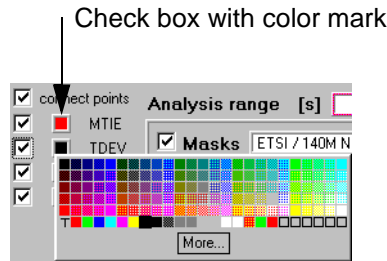 Check box with color mark
connect points
Analysis range [s]
MTIE
TDEV
Masks ETSI / 140M N
T
More...